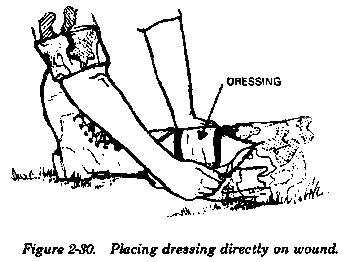 DRESSING
Figure 2-30. Placing dressing directly on wound.